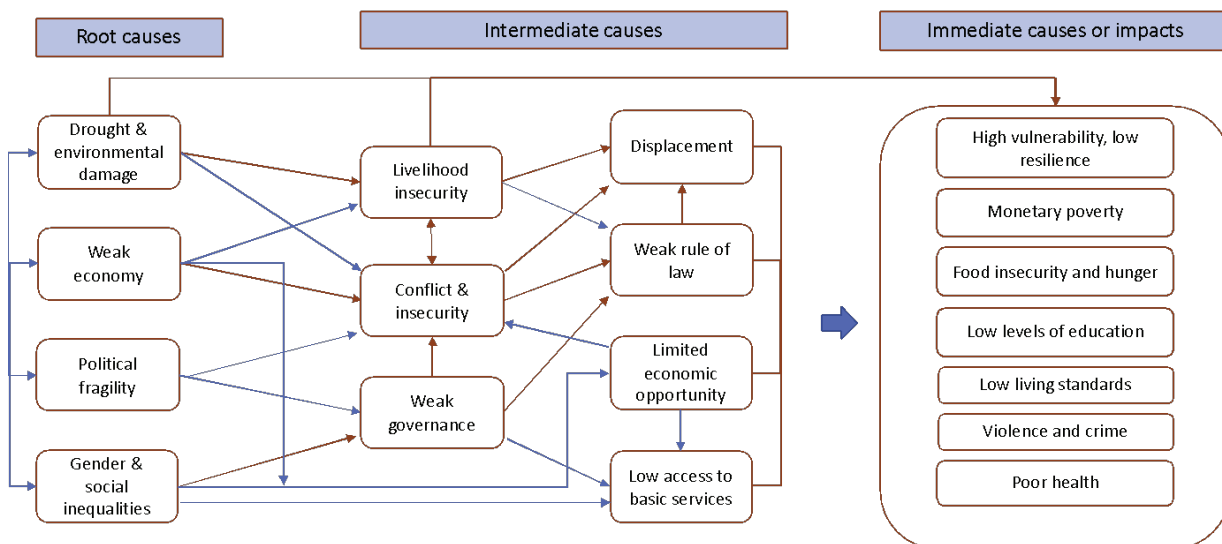 Root causes
Intermediate causes
Immediate causes or impacts
Drought &
environmental
damage
Weak
economy
Political
fragility
Gender &
social
inequalities
Livelihood
insecurity
Conflict &
insecurity
Weak
governance
Displacement
Weak rule of
law
Limited
economic
opportunity
Low access to
basic services
High vulnerability, low
resilience
Monetary poverty
Food insecurity and hunger
Low levels of education
Low living standards
Violence and crime
Poor health